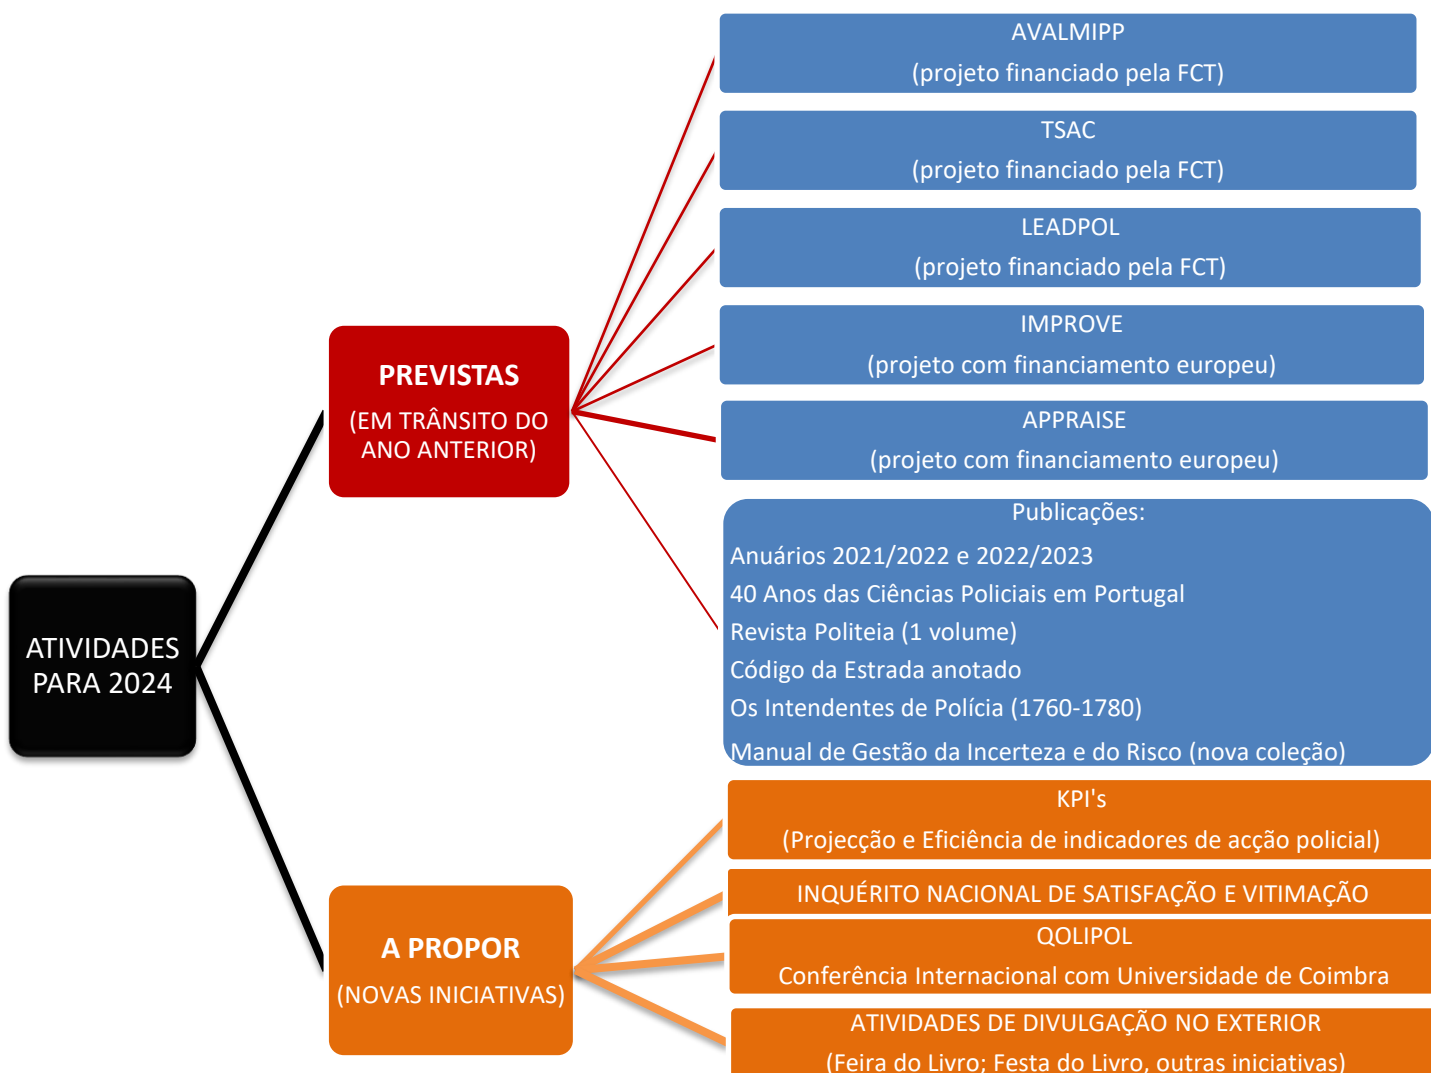 ATIVIDADES
PARA 2024
PREVISTAS
(EM TRÂNSITO DO
ANO ANTERIOR)
AVALMIPP
(projeto financiado pela FCT)
TSAC
(projeto financiado pela FCT)
LEADPOL
(projeto financiado pela FCT)
IMPROVE
(projeto com financiamento europeu)
APPRAISE
(projeto com financiamento europeu)
Publicações:
Anuários 2021/2022 e 2022/2023
40 Anos das Ciências Policiais em Portugal
Revista Politeia (1 volume)
Código da Estrada anotado
Os Intendentes de Polícia (1760-1780)
Manual de Gestão da Incerteza e do Risco (nova coleção)
A PROPOR
(NOVAS INICIATIVAS)
KPI's
(Projecção e Eficiência de indicadores de acção policial)
INQUÉRITO NACIONAL DE SATISFAÇÃO E VITIMAÇÃO
QOLIPOL
Conferência Internacional com Universidade de Coimbra
ATIVIDADES DE DIVULGAÇÃO NO EXTERIOR
(Feira do Livro; Festa do Livro, outras iniciativas)